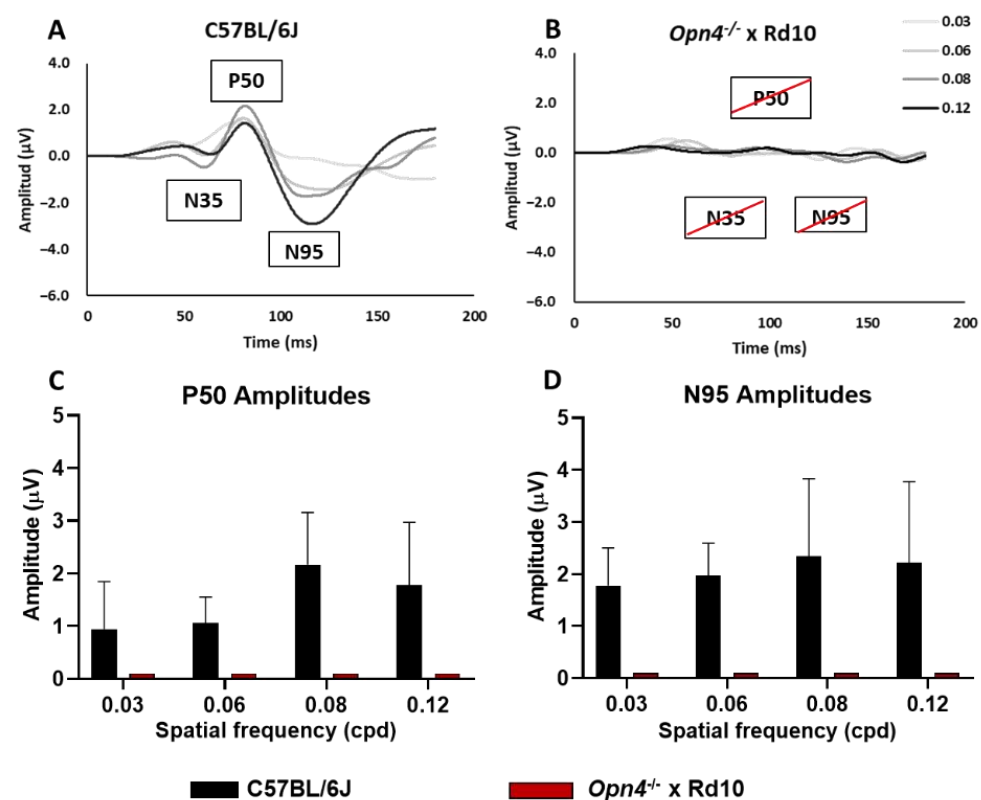 A
C57BL/6J
4.0
2.0
0.0
−2.0
−4.0
−6.0
Amplitud (μV)
P50
N35
N95
0 50 100 150 200
Time (ms)
B
Opn4-/- x Rd10
0.03
0.06
0.08
0.12
4.0
2.0
0.0
−2.0
−4.0
−6.0
Amplitud (μV)
P50
N35
N95
0 50 100 150 200
Time (ms)
C
P50 Amplitudes
5
4
3
2
1
0
Amplitude (μV)
0.03 0.06 0.08 0.12
Spatial frequency (cpd)
D
N95 Amplitudes
5
4
3
2
1
0
Amplitude (μV)
0.03 0.06 0.08 0.12
Spatial frequency (cpd)
C57BL/6J
Opn4-/- x Rd10